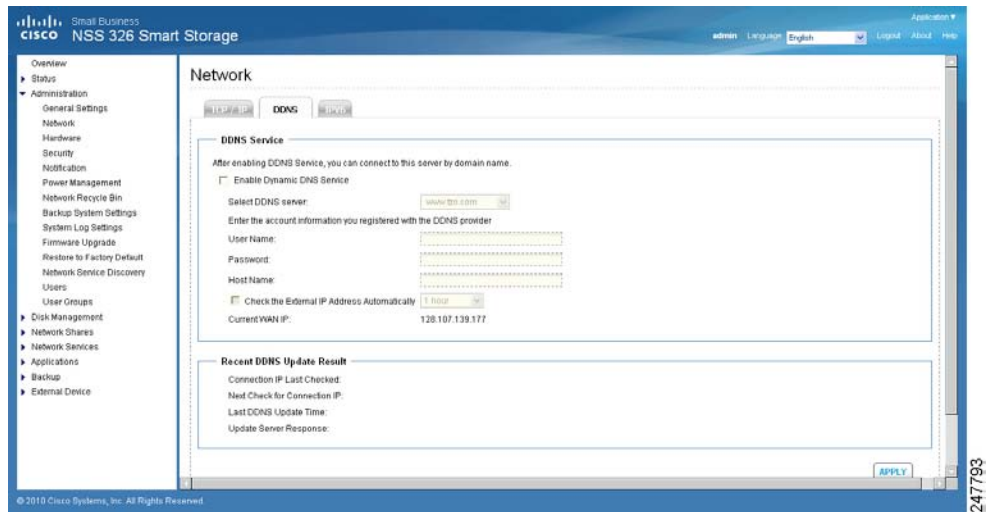 Small Business
CISCO NSS 326 Smart Storage
Application
admin Language English Logout About Help
Overview
Status
Administration
General Settings
Network
Hardware
Security
Notification
Power Management
Network Recycle Bin
Backup System Settings
System Log Settings
Firmware Upgrade
Restore to Factory Default
Network Service Discovery
Users
User Groups
Disk Management
Network Shares
Network Services
Applications
Backup
External Device
Network
DDNS
DDNS Service
After enabling DDNS Service, you can connect to this server by domain name.
Enable Dynamic DNS Service
Select DDNS server:
Enter the account information you registered with the DDNS provider
User Name:
Password:
Host Name:
Check the External IP Address Automatically 1 hour
Current WAN IP: 128.107.139.177
Recent DDNS Update Result
Connection IP Last Checked:
Next Check for Connection IP:
Last DDNS Update Time:
Update Server Response:
APPLY
© 2010 Cisco Systems, Inc. All Rights Reserved.
247793